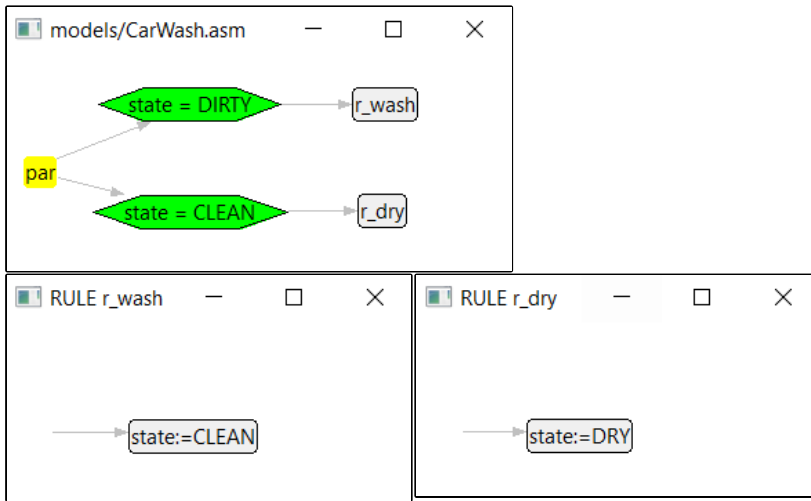 models/CarWash.asm
state = DIRTY
r_wash
par
state = CLEAN
r_dry
RULE r_wash
state:=CLEAN
RULE r_dry
state:=DRY